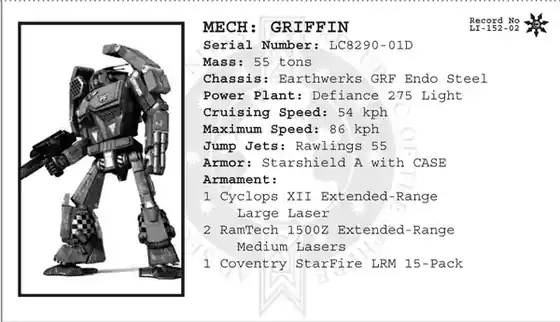 MECH: GRIFFIN
Record No
LI-152-02
Serial Number: LC8290-01D
Mass: 55 tons
Chassis: Earthwerks GRF Endo Steel
Power Plant: Defiance 275 Light
Cruising Speed: 54 kph
Maximum Speed: 86 kph
Jump Jets: Rawlings 55
Armor: Starshield A with CASE
Armament:
1 Cyclops XII Extended-Range
Large Laser
2 RamTech 1500Z Extended-Range
Medium Lasers
1 Coventry StarFire LRM 15-Pack